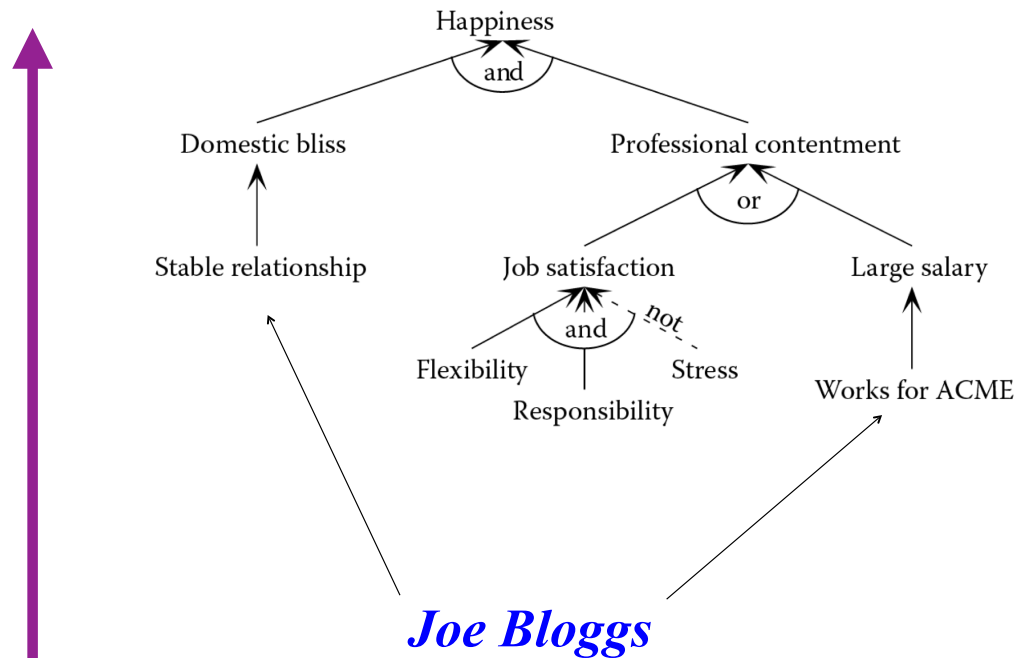 Happiness
and
Domestic bliss
Professional contentment
or
Stable relationship
Job satisfaction
Large salary
and
not
Flexibility
Stress
Responsibility
Works for ACME
Joe Bloggs